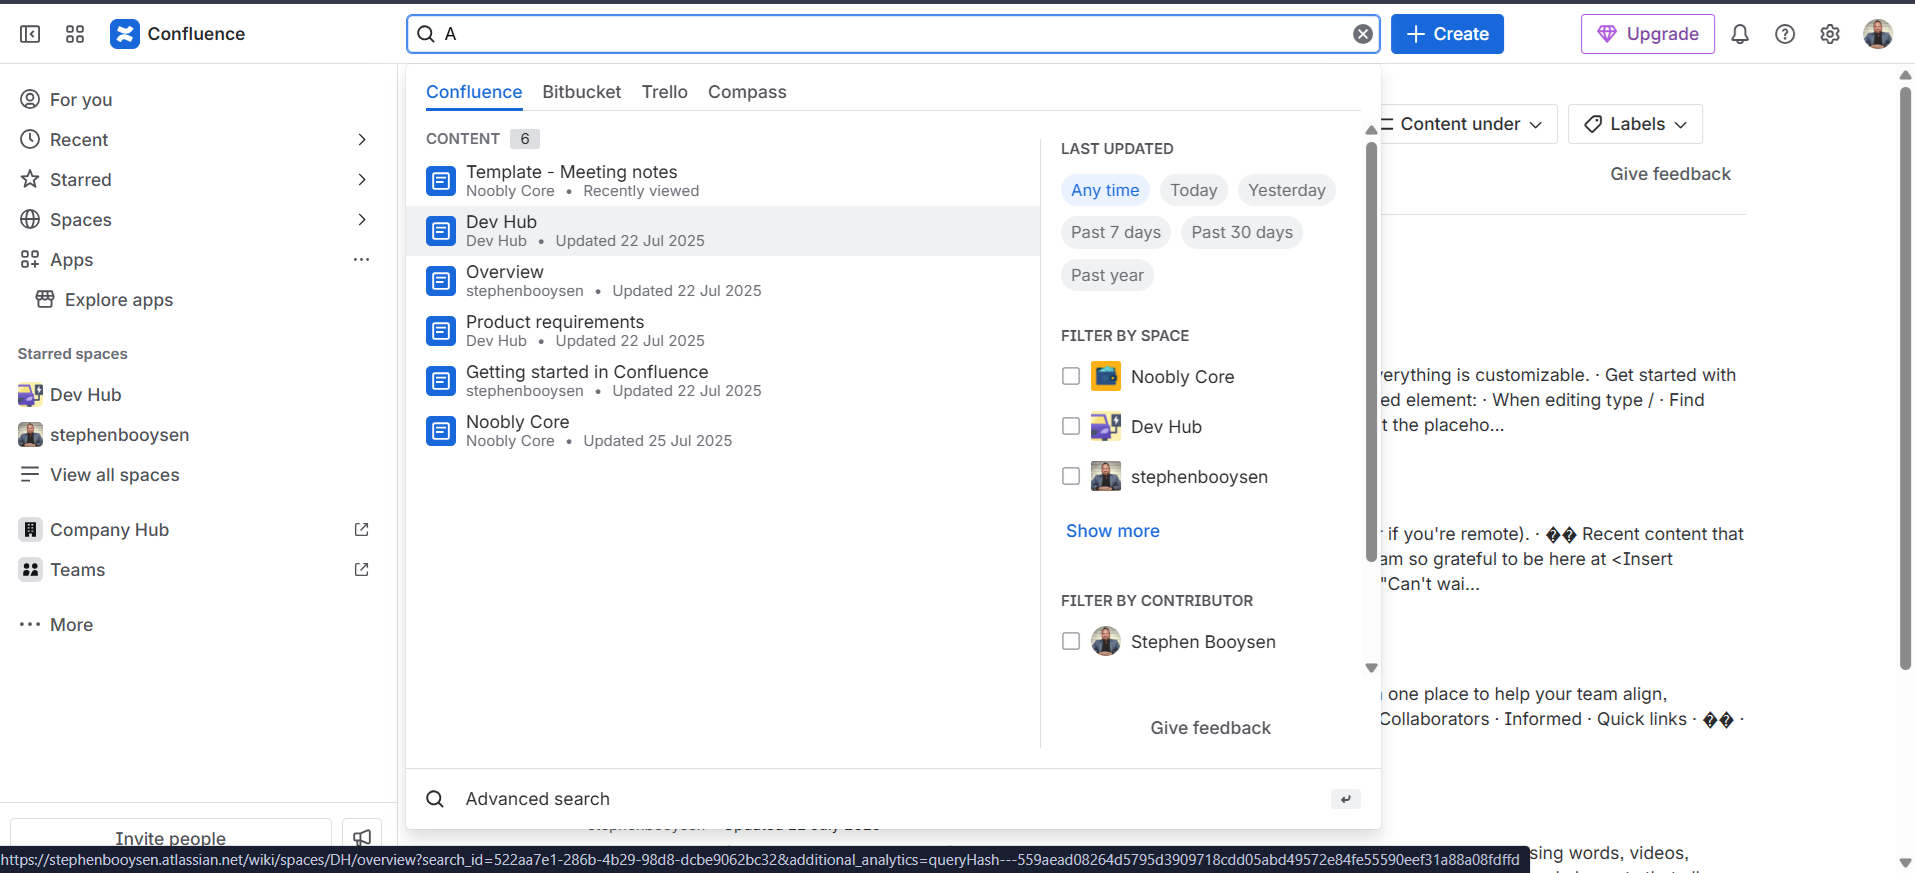 Confluence
A
Create
Upgrade
For you
Recent
Starred
Spaces
Apps
Explore apps
Starred spaces
Dev Hub
stephenbooysen
View all spaces
Company Hub
Teams
More
Invite people
Confluence Bitbucket Trello Compass
CONTENT 6
Template - Meeting notes
Noobly Core • Recently viewed
Dev Hub
Dev Hub • Updated 22 Jul 2025
Overview
stephenbooysen • Updated 22 Jul 2025
Product requirements
Dev Hub • Updated 22 Jul 2025
Getting started in Confluence
stephenbooysen • Updated 22 Jul 2025
Noobly Core
Noobly Core • Updated 25 Jul 2025
LAST UPDATED
Any time Today Yesterday
Past 7 days Past 30 days
Past year
FILTER BY SPACE
Noobly Core
Dev Hub
stephenbooysen
Show more
FILTER BY CONTRIBUTOR
Stephen Booysen
Give feedback
Advanced search
Content under Labels
Give feedback
verything is customizable. · Get started with
ed element: · When editing type / · Find
t the placeho...
if you're remote). · �� Recent content that
am so grateful to be here at <Insert
"Can't wai...
one place to help your team align,
Collaborators · Informed · Quick links · �� ·
sing words, videos,
https://stephenbooysen.atlassian.net/wiki/spaces/DH/overview?search_id=522aa7e1-286b-4b29-98d8-dcbe9062bc32&additional_analytics=queryHash---559aead08264d5795d3909718cdd05abd49572e84fe55590eef31a88a08fdffd